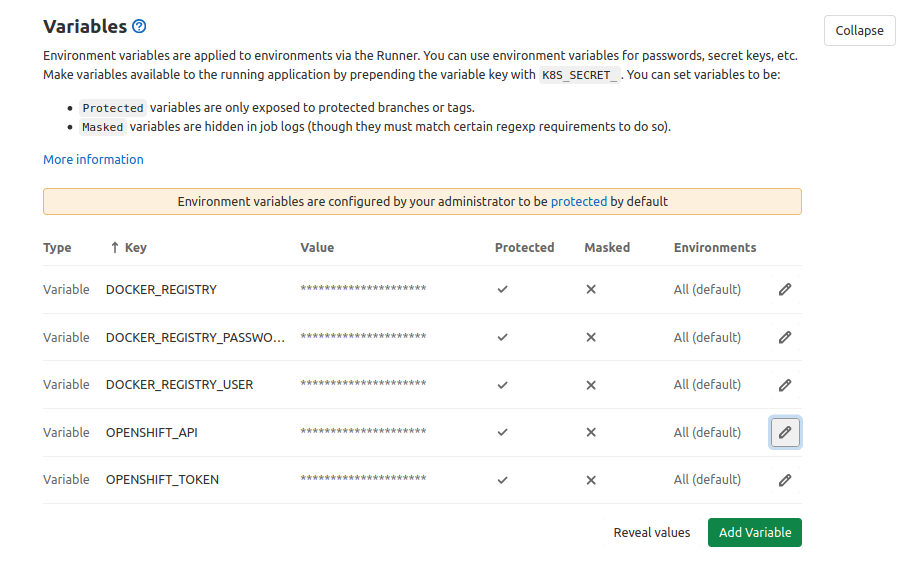 Variables ?
Collapse
Environment variables are applied to environments via the Runner. You can use environment variables for passwords, secret keys, etc.
Make variables available to the running application by prepending the variable key with K8S_SECRET_. You can set variables to be:
• Protected variables are only exposed to protected branches or tags.
• Masked variables are hidden in job logs (though they must match certain regexp requirements to do so).
More information
Environment variables are configured by your administrator to be protected by default
Type ↑ Key Value Protected Masked Environments
Variable DOCKER_REGISTRY ********************* ✓ ✕ All (default)
Variable DOCKER_REGISTRY_PASSWO... ********************* ✓ ✕ All (default)
Variable DOCKER_REGISTRY_USER ********************* ✓ ✕ All (default)
Variable OPENSHIFT_API ********************* ✓ ✕ All (default)
Variable OPENSHIFT_TOKEN ********************* ✓ ✕ All (default)
Reveal values Add Variable